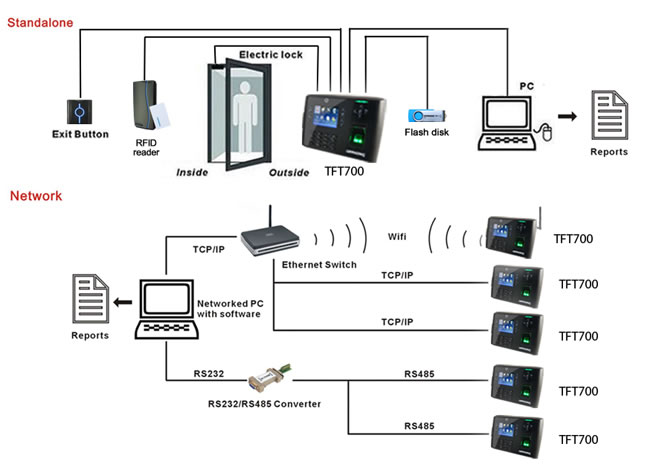 Standalone
Electric lock
PC
Exit Button
RFID
reader
Flash disk
Inside
Outside
TFT700
Reports
Network
Wifi
TFT700
TCP/IP
Ethernet Switch
TCP/IP
TFT700
Networked PC
with software
Reports
TCP/IP
TFT700
RS232
RS485
TFT700
RS232/RS485 Converter
RS485
TFT700